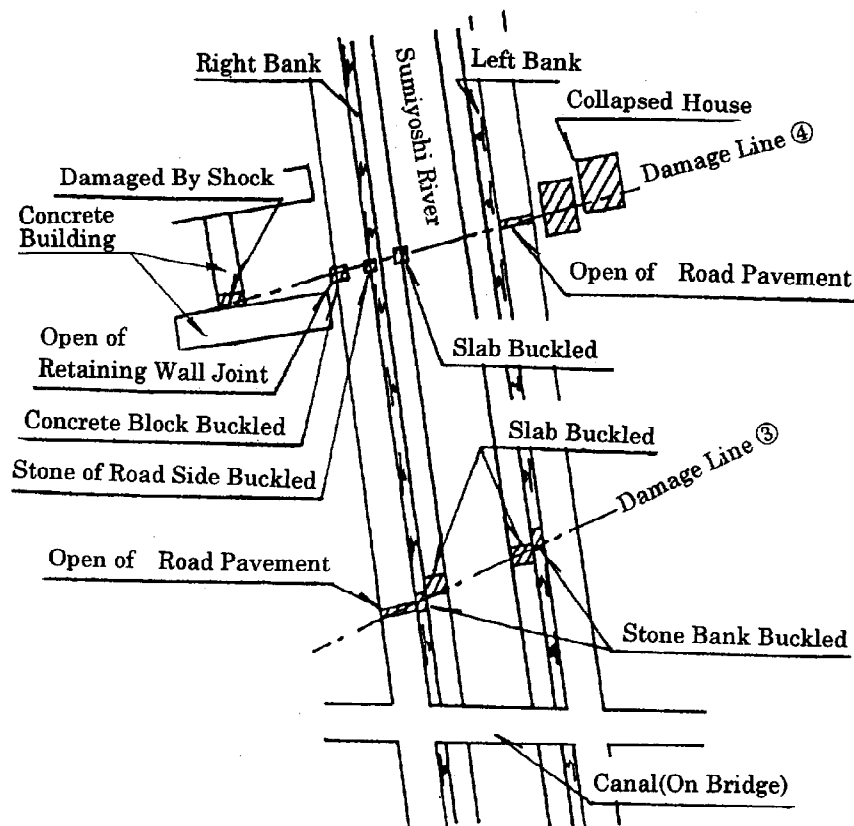 Right Bank
Sumiyoshi River
Left Bank
Collapsed House
Damage Line ④
Damaged By Shock
Concrete
Building
Open of Road Pavement
Open of
Retaining Wall Joint
Slab Buckled
Concrete Block Buckled
Slab Buckled
Stone of Road Side Buckled
Damage Line ③
Open of Road Pavement
Stone Bank Buckled
Canal(On Bridge)